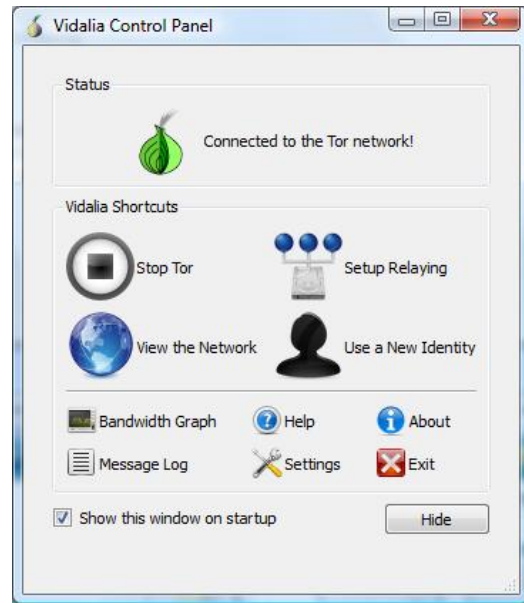 Vidalia Control Panel
Status
Connected to the Tor network!
Vidalia Shortcuts
Stop Tor
Setup Relaying
View the Network
Use a New Identity
Bandwidth Graph
Help
About
Message Log
Settings
Exit
Show this window on startup
Hide